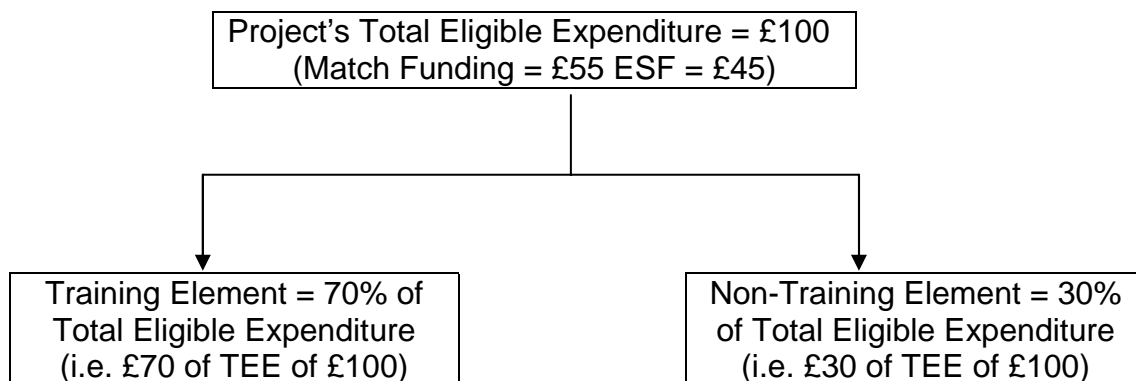 Project’s Total Eligible Expenditure = £100
(Match Funding = £55 ESF = £45)
Training Element = 70% of
Total Eligible Expenditure
(i.e. £70 of TEE of £100)
Non-Training Element = 30%
of Total Eligible Expenditure
(i.e. £30 of TEE of £100)